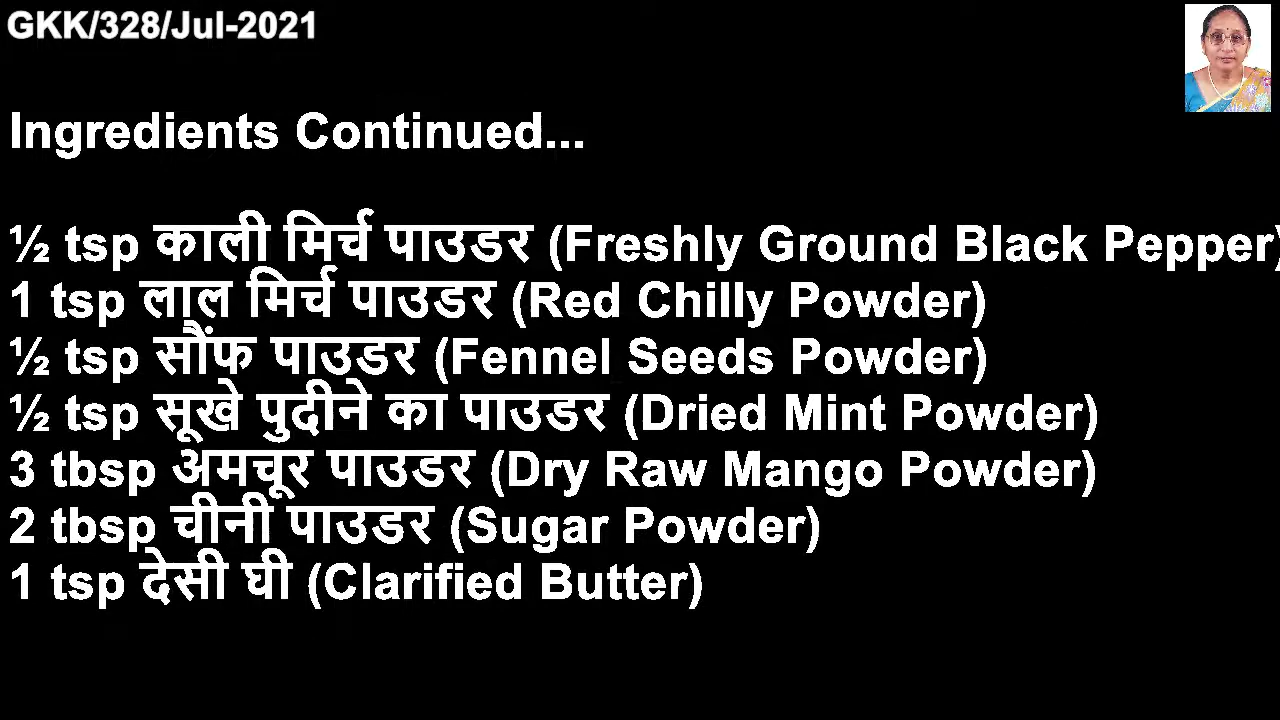 GKK/328/Jul-2021
Ingredients Continued...
½ tsp काली मिर्च पाउडर (Freshly Ground Black Pepper)
1 tsp लाल मिर्च पाउडर (Red Chilly Powder)
½ tsp सौंफ पाउडर (Fennel Seeds Powder)
½ tsp सूखे पुदीने का पाउडर (Dried Mint Powder)
3 tbsp अमचूर पाउडर (Dry Raw Mango Powder)
2 tbsp चीनी पाउडर (Sugar Powder)
1 tsp देसी घी (Clarified Butter)